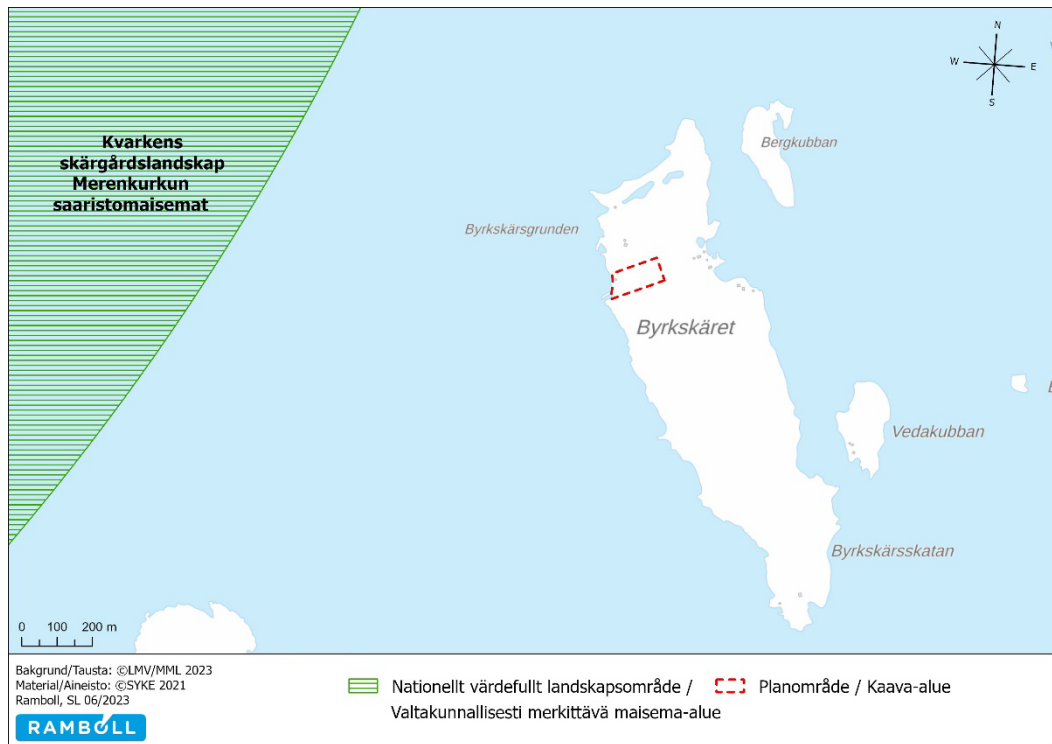 Kvarkens
skärgårdslandskap
Merenkurkun
saaristomaisemat
N
W
E
S
Bergkubban
Byrkskärsgrunden
Byrkskäret
Vedakubban
Byrkskärsskatan
0 100 200 m
Bakgrund/Tausta: ©LMV/MML 2023
Material/Aineisto: ©SYKE 2021
Ramboll, SL 06/2023
RAMBOLL
Nationellt värdefullt landskapsområde /
Valtakunnallisesti merkittävä maisema-alue
Planområde / Kaava-alue